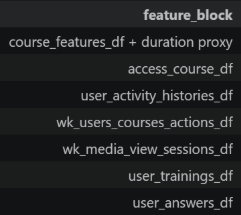 feature_block
course_features_df + duration proxy
access_course_df
user_activity_histories_df
wk_users_courses_actions_df
wk_media_view_sessions_df
user_trainings_df
user_answers_df